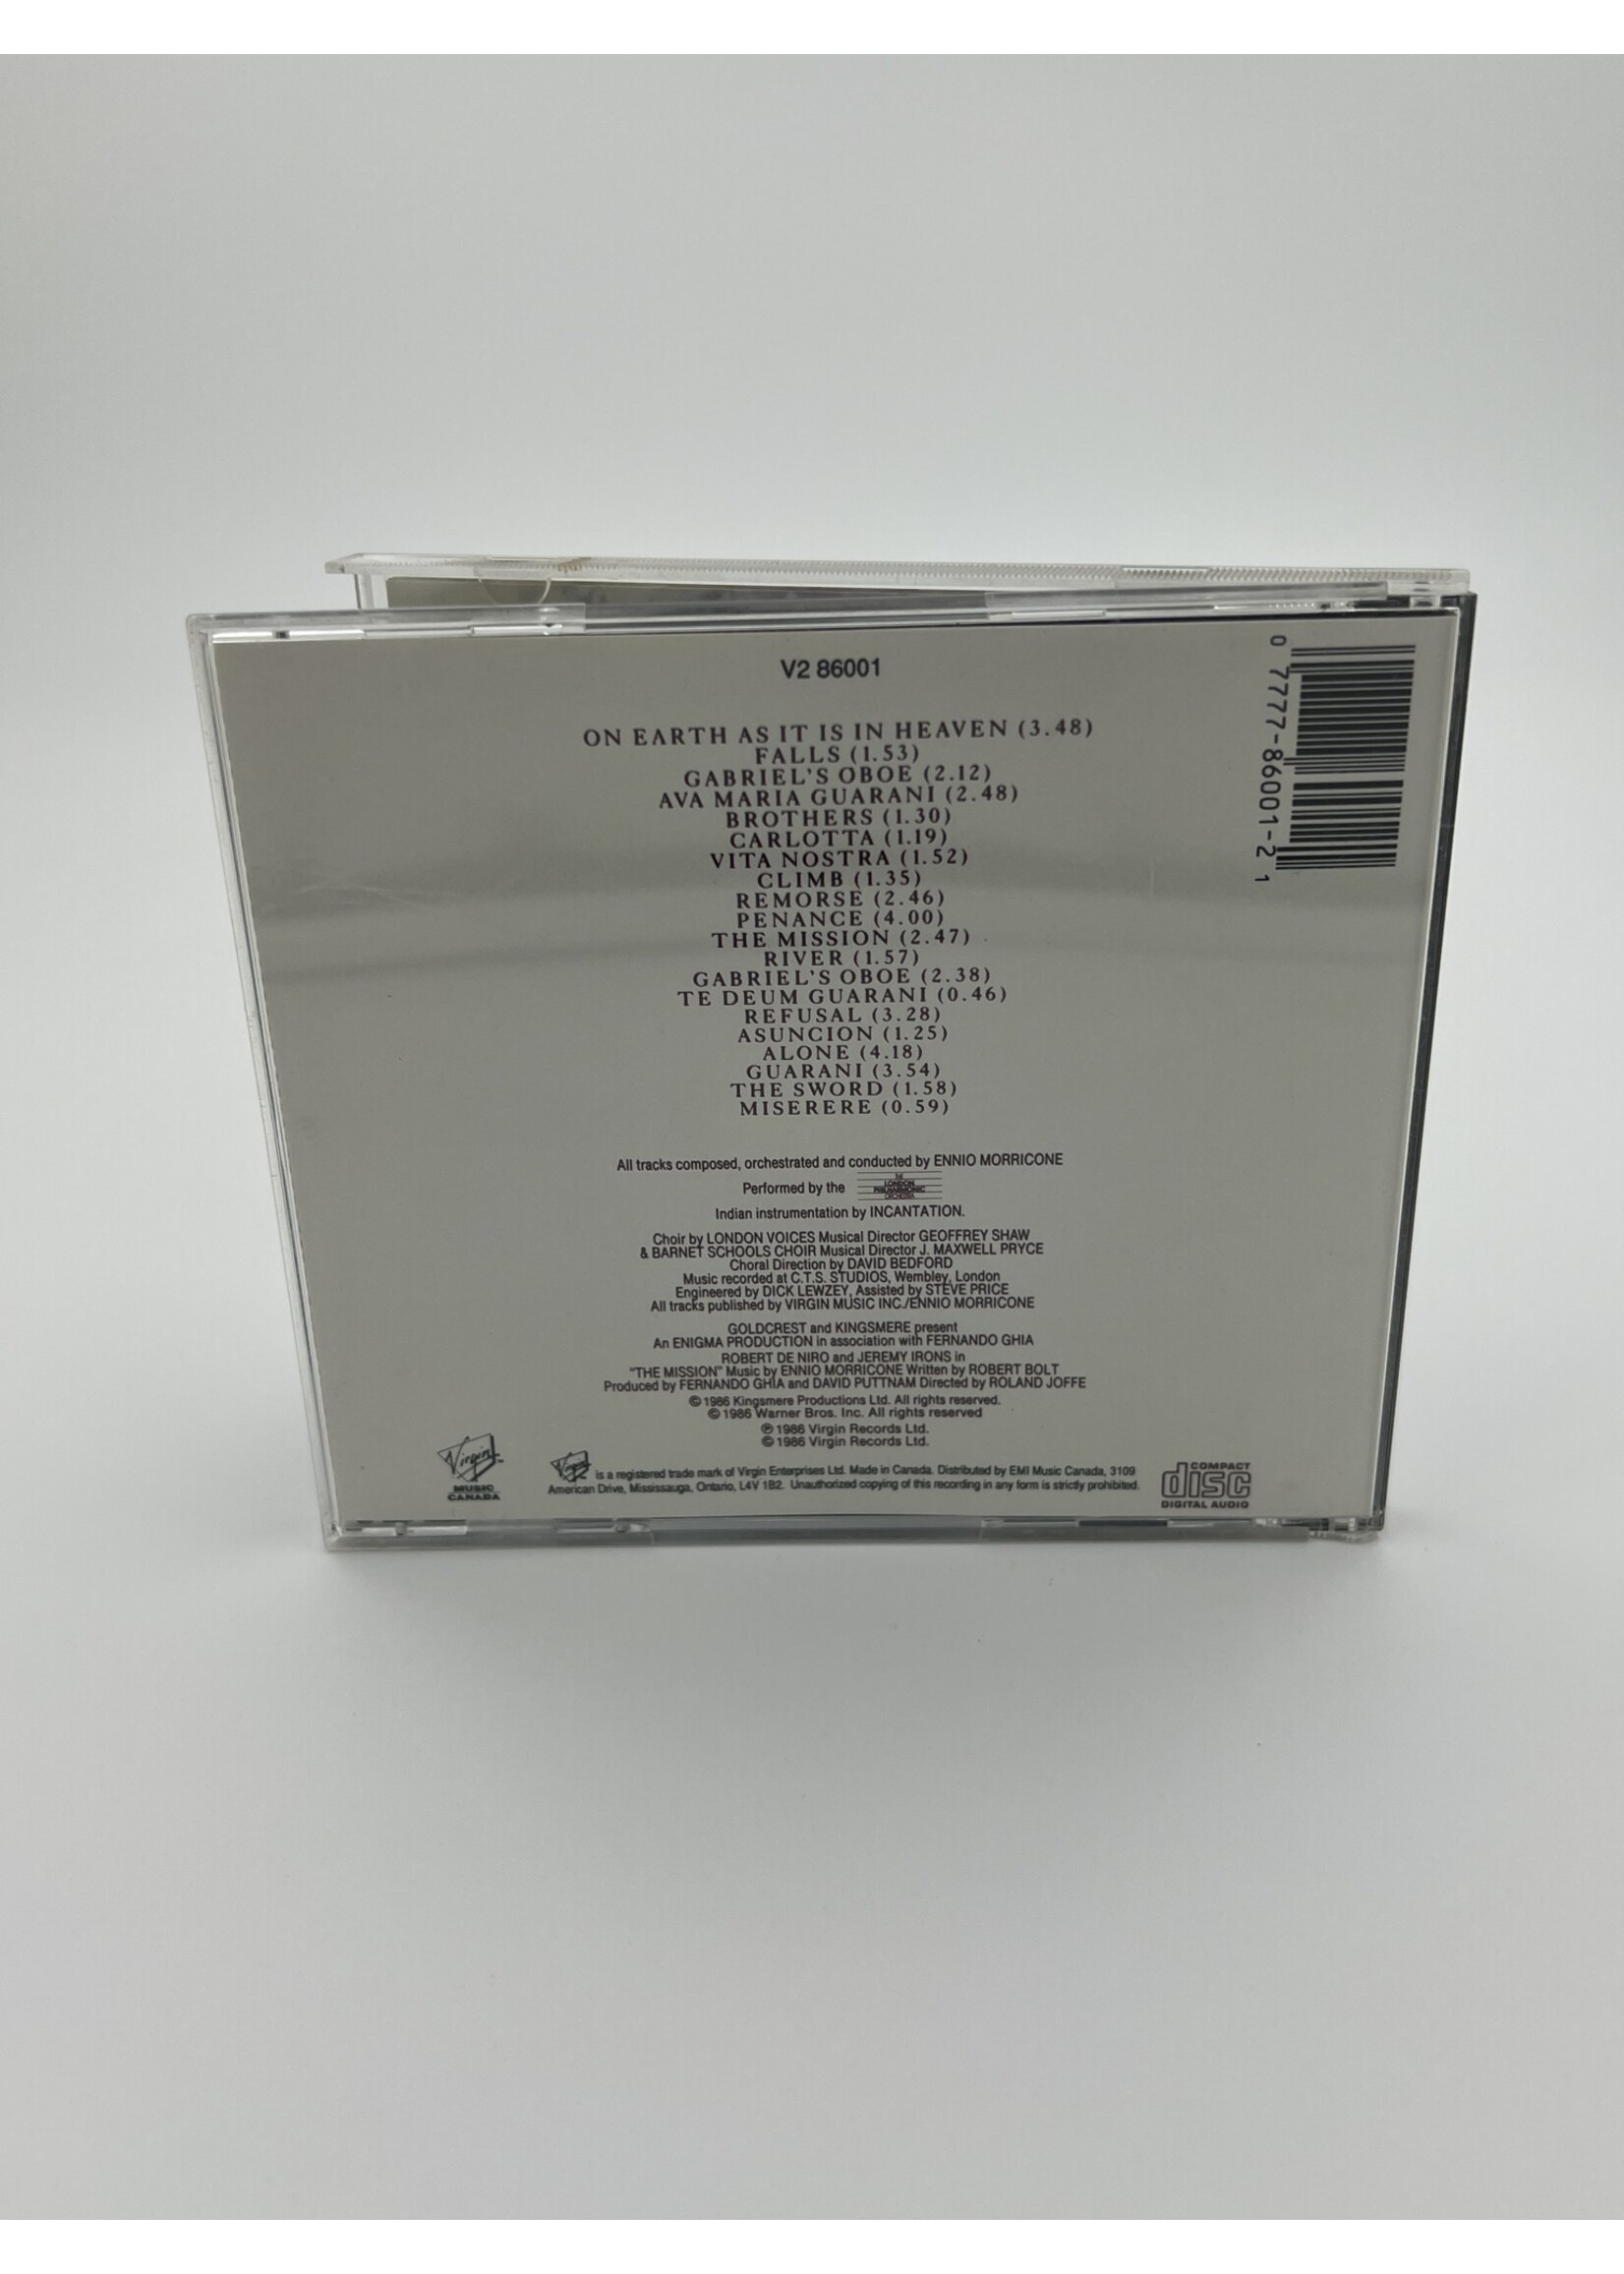 V2 86001
0 7777-86001-2 1
ON EARTH AS IT IS IN HEAVEN (3.48)
FALLS (1.53)
GABRIEL'S OBOE (2.12)
AVA MARIA GUARANI (2.48)
BROTHERS (1.30)
CARLOTTA (1.19)
VITA NOSTRA (1.52)
CLIMB (1.35)
REMORSE (2.46)
PENANCE (4.00)
THE MISSION (2.47)
RIVER (1.57)
GABRIEL'S OBOE (2.38)
TE DEUM GUARANI (0.46)
REFUSAL (3.28)
ASUNCION (1.25)
ALONE (4.18)
GUARANI (3.54)
THE SWORD (1.58)
MISERERE (0.59)
All tracks composed, orchestrated and conducted by ENNIO MORRICONE
Performed by the THE LONDON PHILHARMONIC ORCHESTRA
Indian instrumentation by INCANTATION.
Choir by LONDON VOICES Musical Director GEOFFREY SHAW
& BARNET SCHOOLS CHOIR Musical Director J. MAXWELL PRYCE
Choral Direction by DAVID BEDFORD
Music recorded at C.T.S. STUDIOS, Wembley, London
Engineered by DICK LEWZEY, Assisted by STEVE PRICE
All tracks published by VIRGIN MUSIC INC./ENNIO MORRICONE
GOLDCREST and KINGSMERE present
An ENIGMA PRODUCTION in association with FERNANDO GHIA
ROBERT DE NIRO and JEREMY IRONS in
"THE MISSION" Music by ENNIO MORRICONE Written by ROBERT BOLT
Produced by FERNANDO GHIA and DAVID PUTTNAM Directed by ROLAND JOFFE
© 1986 Kingsmere Productions Ltd. All rights reserved.
© 1986 Warner Bros. Inc. All rights reserved
℗ 1986 Virgin Records Ltd.
© 1986 Virgin Records Ltd.
Virgin
MUSIC
CANADA
Virgin is a registered trade mark of Virgin Enterprises Ltd. Made in Canada. Distributed by EMI Music Canada, 3109
American Drive, Mississauga, Ontario, L4V 1B2. Unauthorized copying of this recording in any form is strictly prohibited.
COMPACT
disc
DIGITAL AUDIO